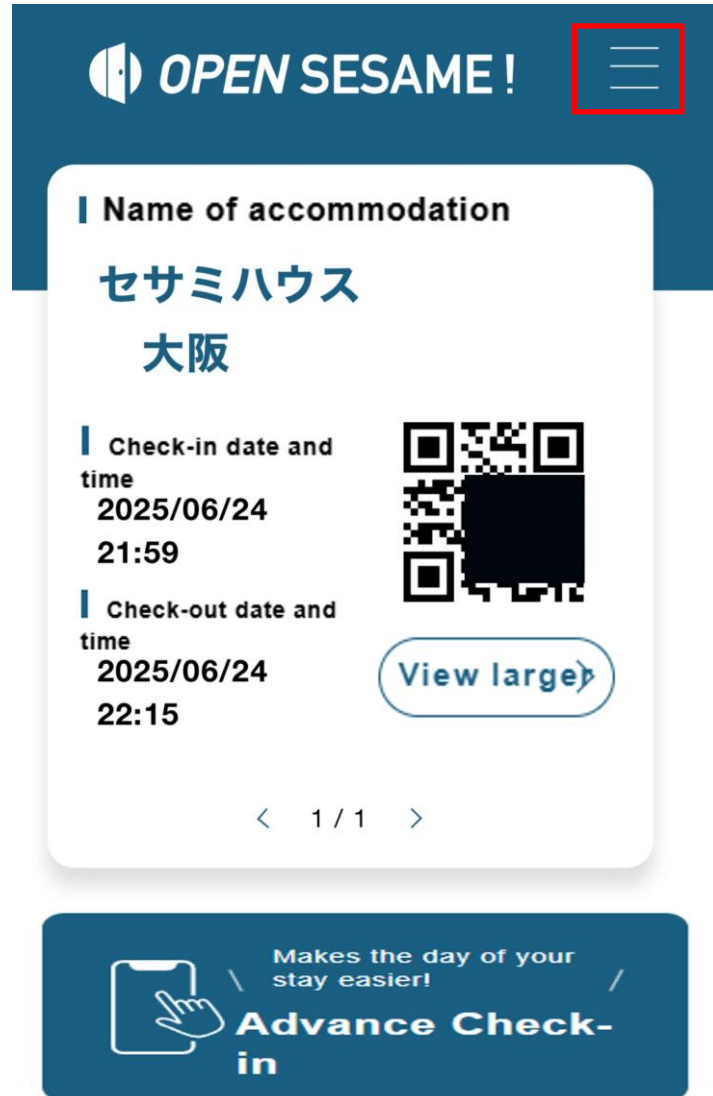 OPEN SESAME!
Name of accommodation
セサミハウス
大阪
Check-in date and
time
2025/06/24
21:59
Check-out date and
time
2025/06/24
22:15
View larger
< 1 / 1 >
Makes the day of your
stay easier!
Advance Check-
in